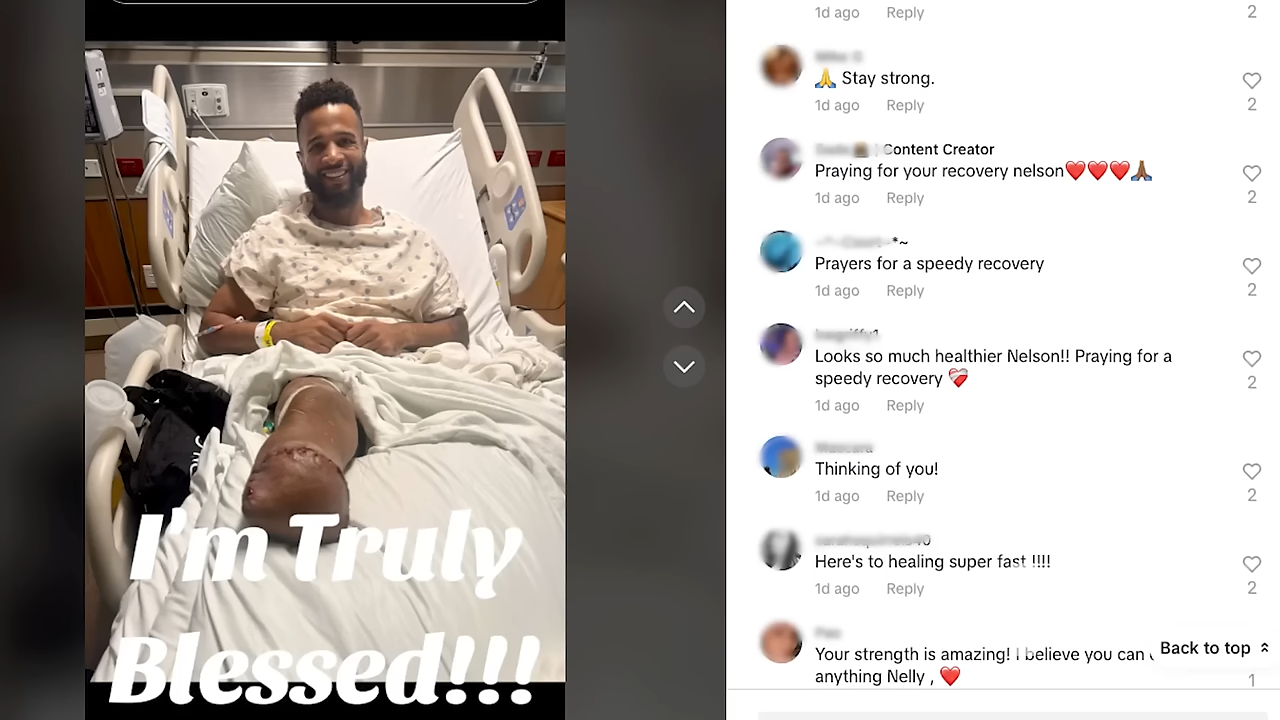 I'm Truly
Blessed!!!
1d ago Reply
2
🙏 Stay strong.
1d ago Reply
2
Content Creator
Praying for your recovery nelson❤️❤️❤️🙏🏾
1d ago Reply
2
*~
Prayers for a speedy recovery
1d ago Reply
2
Looks so much healthier Nelson!! Praying for a
speedy recovery ❤️‍🩹
1d ago Reply
2
Thinking of you!
1d ago Reply
2
Here's to healing super fast !!!!
1d ago Reply
2
Your strength is amazing! I believe you can
anything Nelly , ❤️
1
Back to top